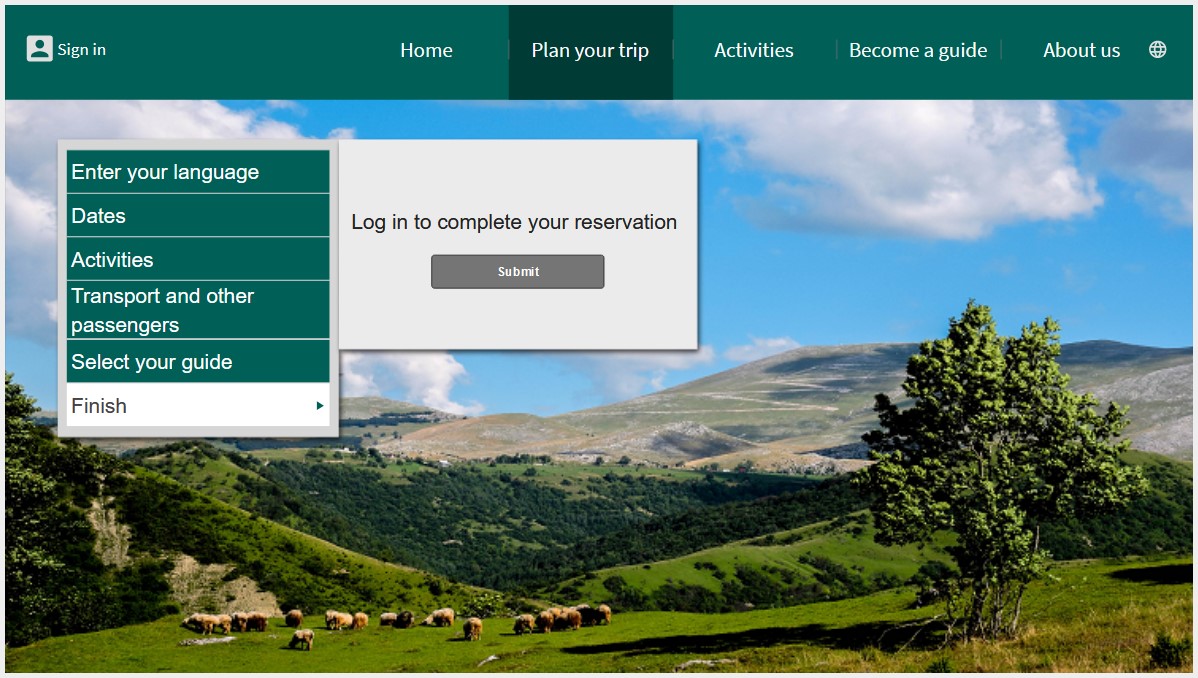 Sign in
Home
Plan your trip
Activities
Become a guide
About us
Enter your language
Dates
Activities
Transport and other
passengers
Select your guide
Finish
Log in to complete your reservation
Submit